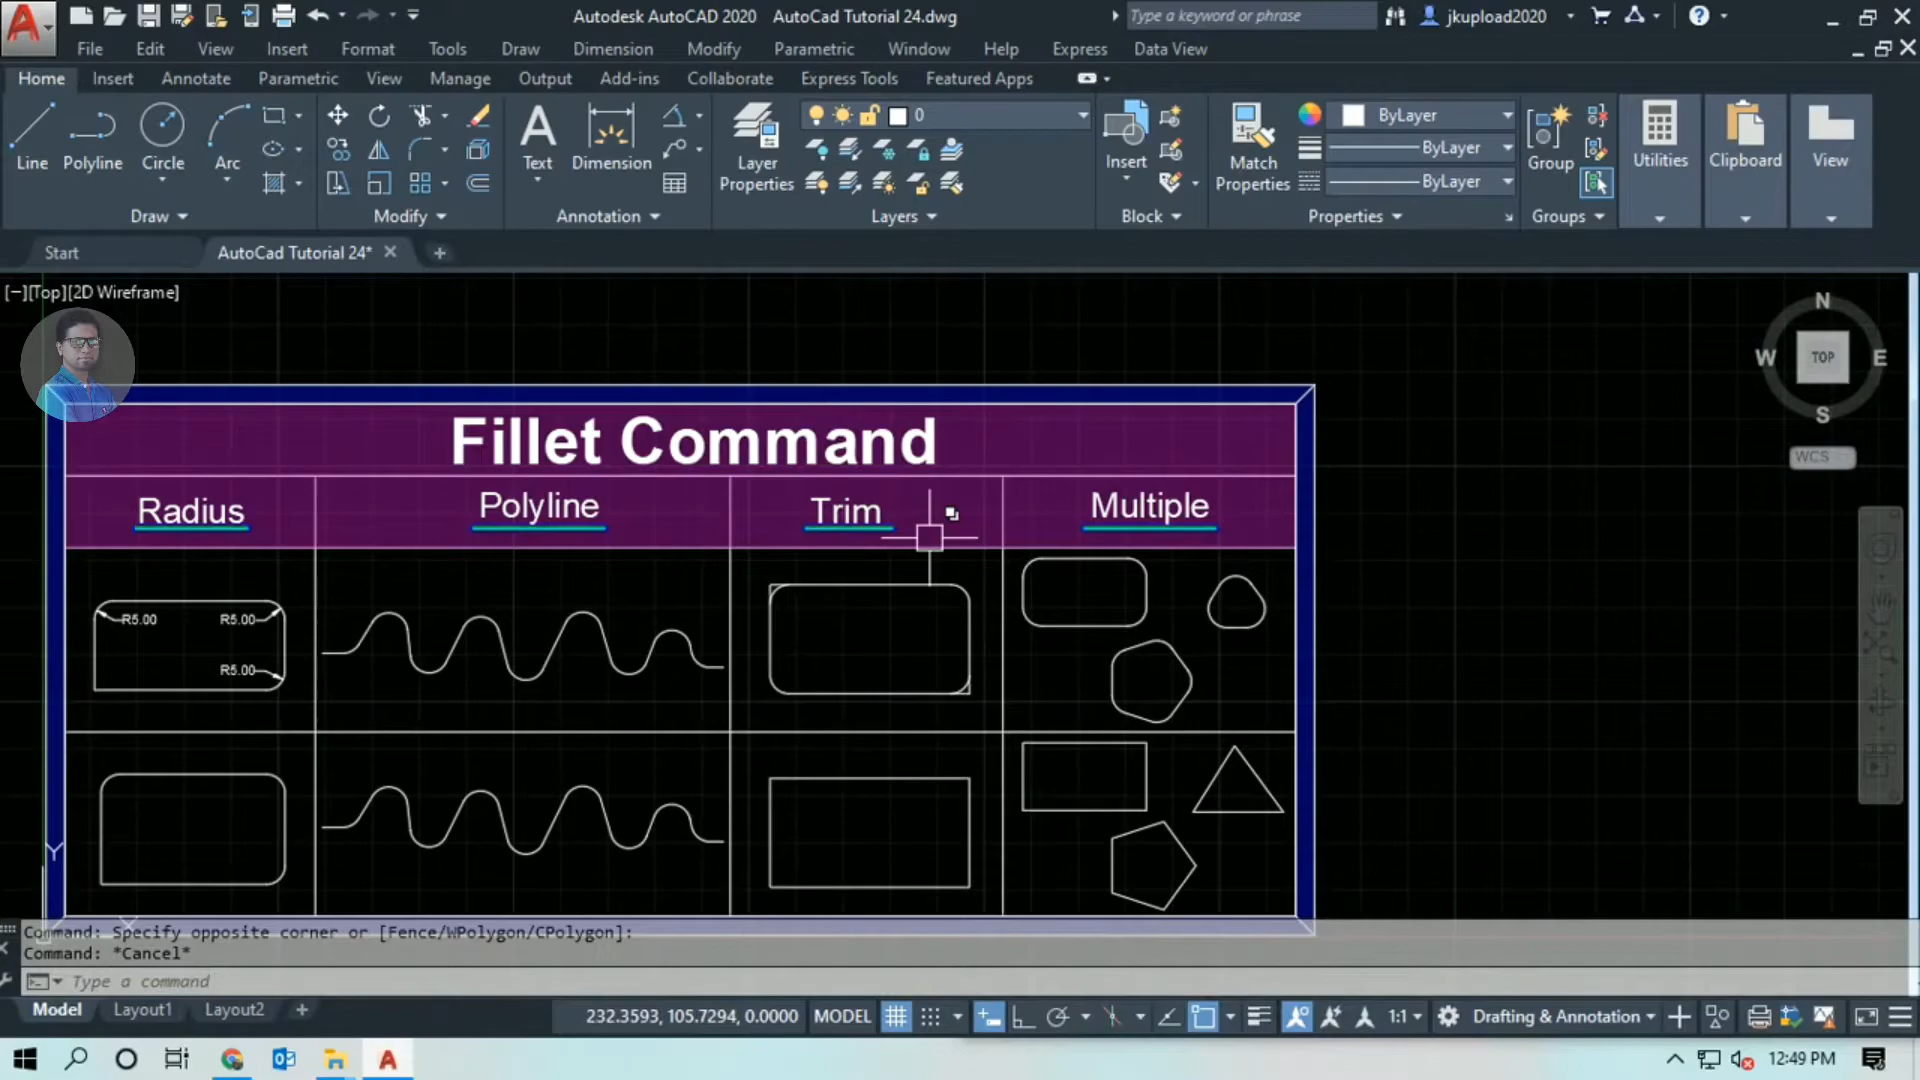 Autodesk AutoCAD 2020 AutoCad Tutorial 24.dwg
Type a keyword or phrase
jkupload2020
File Edit View Insert Format Tools Draw Dimension Modify Parametric Window Help Express Data View
Home Insert Annotate Parametric View Manage Output Add-ins Collaborate Express Tools Featured Apps
Line
Polyline
Circle
Arc
Draw
Modify
Text
Dimension
Annotation
Layer
Properties
0
Layers
Insert
Block
Match
Properties
ByLayer
ByLayer
ByLayer
Properties
Group
Groups
Utilities
Clipboard
View
Start
AutoCad Tutorial 24*
[−][Top][2D Wireframe]
N
W
TOP
E
S
WCS
Fillet Command
Radius
Polyline
Trim
Multiple
R5.00
R5.00
R5.00
Y
X
Command: Specify opposite corner or [Fence/WPolygon/CPolygon]:
Command: *Cancel*
Type a command
Model Layout1 Layout2
232.3593, 105.7294, 0.0000 MODEL
1:1
Drafting & Annotation
12:49 PM